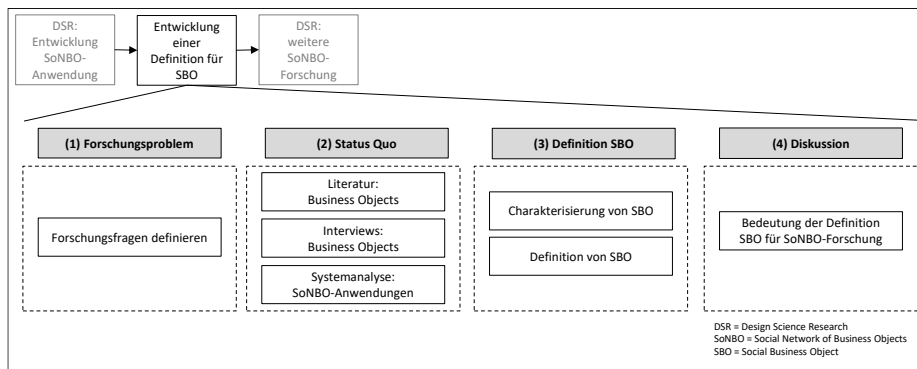 DSR:
Entwicklung
SoNBO-
Anwendung
Entwicklung
einer
Definition für
SBO
DSR:
weitere
SoNBO-
Forschung
(1) Forschungsproblem
(2) Status Quo
(3) Definition SBO
(4) Diskussion
Forschungsfragen definieren
Literatur:
Business Objects
Interviews:
Business Objects
Systemanalyse:
SoNBO-Anwendungen
Charakterisierung von SBO
Definition von SBO
Bedeutung der Definition
SBO für SoNBO-Forschung
DSR = Design Science Research
SoNBO = Social Network of Business Objects
SBO = Social Business Object